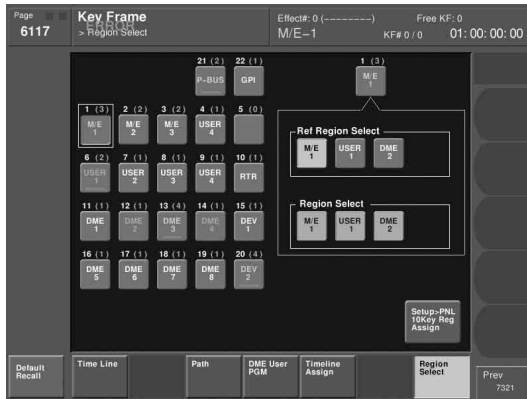 Page
6117
Key Frame
ERROR
> Region Select
Effect#: 0 (--------)
Free KF: 0
M/E-1
KF# 0 / 0
01: 00: 00: 00
21 (2) 22 (1)
P-BUS GPI
1 (3)
M/E 1
1 (3) 2 (2) 3 (2) 4 (1) 5 (0)
M/E 1 M/E 2 M/E 3 USER 4
6 (2) 7 (1) 8 (1) 9 (1) 10 (1)
USER 1 USER 2 USER 3 USER 4 RTR
11 (1) 12 (1) 13 (4) 14 (1) 15 (1)
DME 1 DME 2 DME 3 DME 4 DEV 1
16 (1) 17 (1) 18 (1) 19 (1) 20 (4)
DME 5 DME 6 DME 7 DME 8 DEV 2
Ref Region Select
M/E 1 USER 1 DME 2
Region Select
M/E 1 USER 1 DME 2
Setup>PNL
10Key Reg
Assign
Default Recall
Time Line
Path
DME User PGM
Timeline Assign
Region Select
Prev
7321